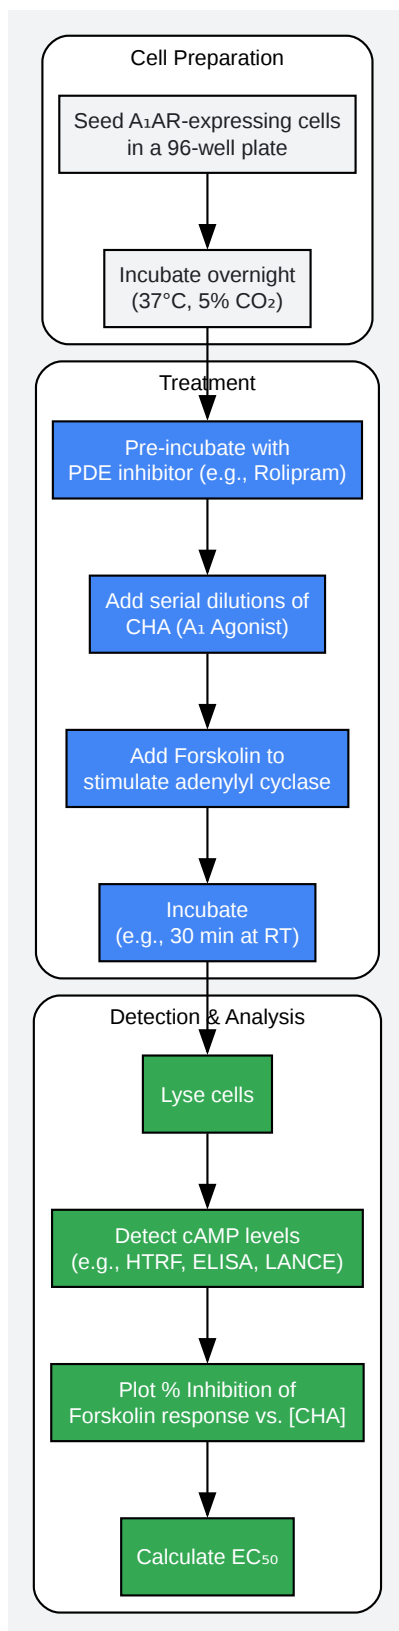 Cell Preparation
Seed A₁AR-expressing cells
in a 96-well plate
Incubate overnight
(37°C, 5% CO₂)
Treatment
Pre-incubate with
PDE inhibitor (e.g., Rolipram)
Add serial dilutions of
CHA (A₁ Agonist)
Add Forskolin to
stimulate adenylyl cyclase
Incubate
(e.g., 30 min at RT)
Detection & Analysis
Lyse cells
Detect cAMP levels
(e.g., HTRF, ELISA, LANCE)
Plot % Inhibition of
Forskolin response vs. [CHA]
Calculate EC₅₀